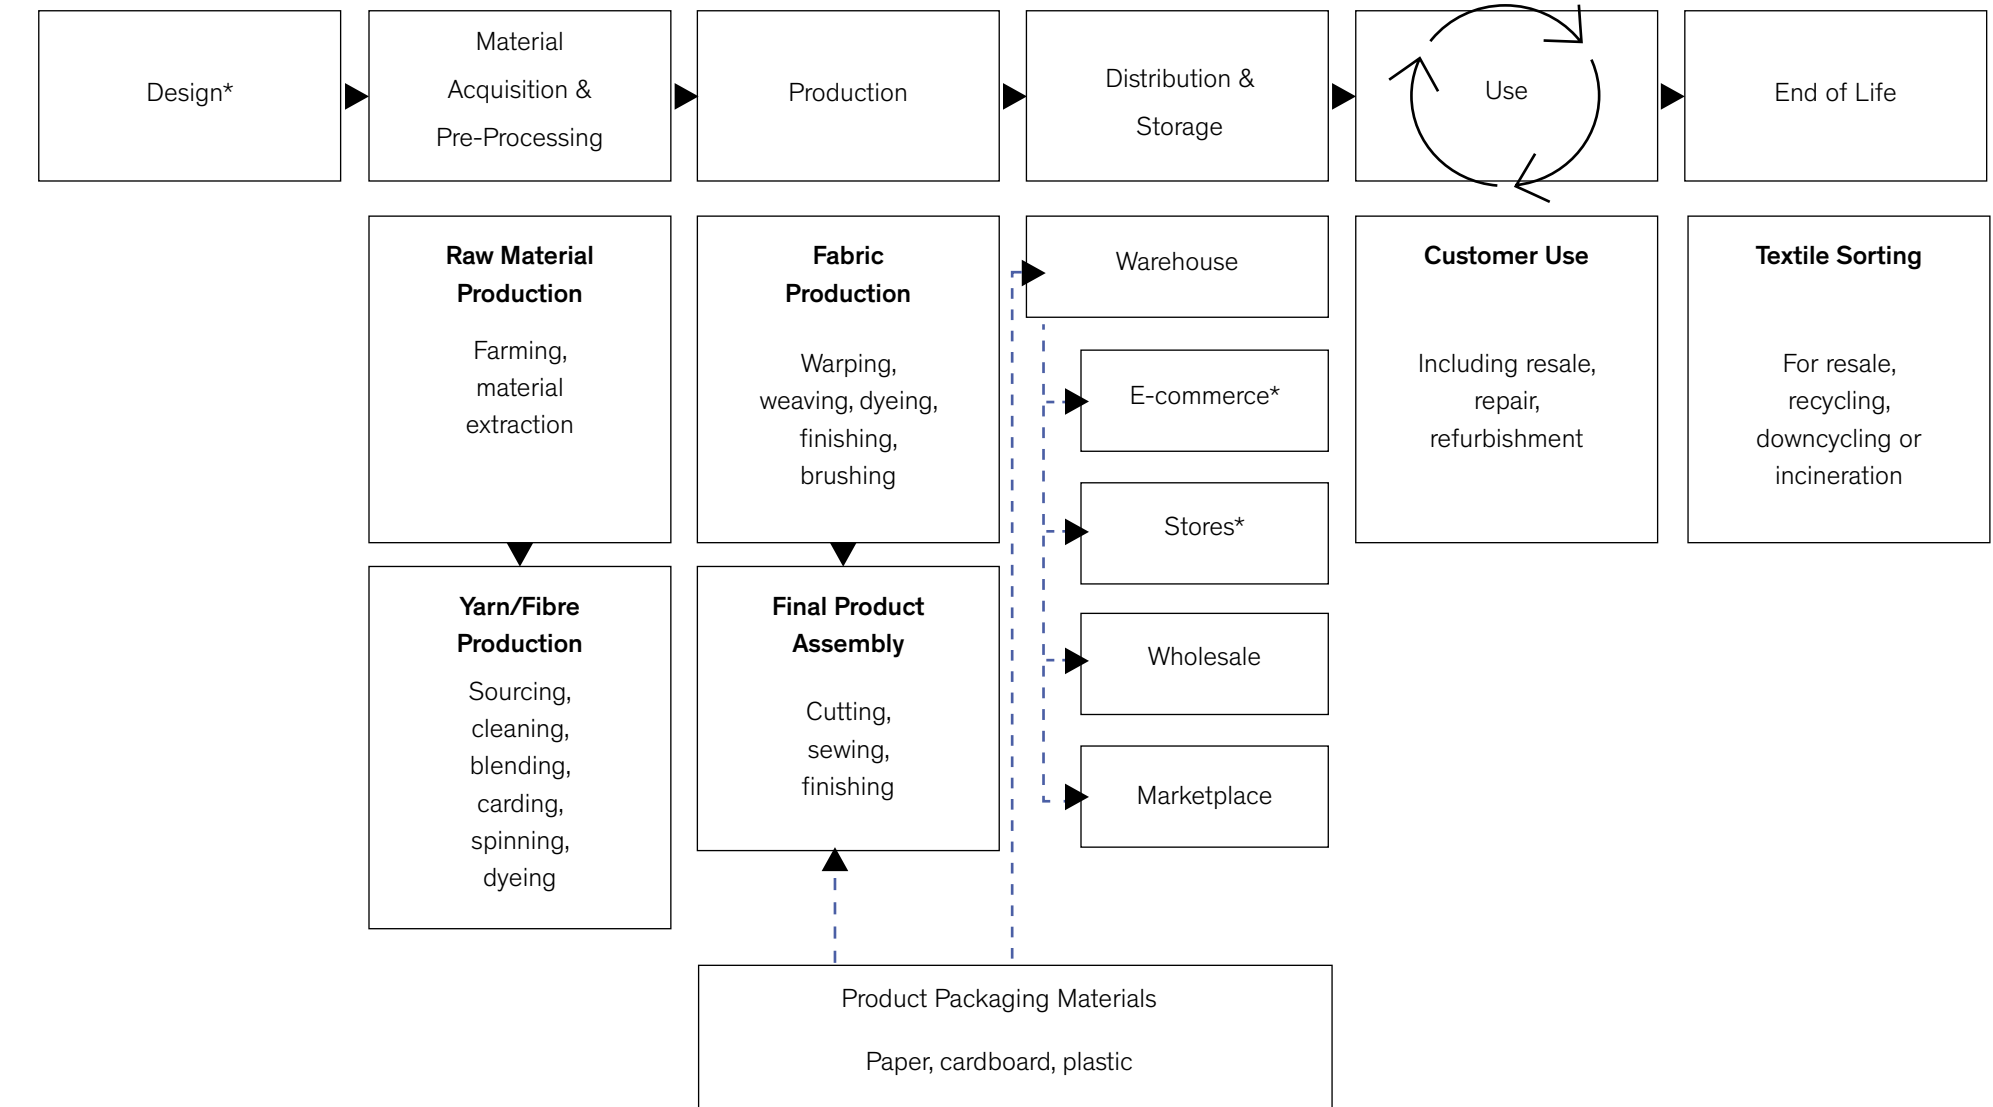 Design*
Material
Acquisition &
Pre-Processing
Production
Distribution &
Storage
Use
End of Life
Raw Material
Production
Farming,
material
extraction
Yarn/Fibre
Production
Sourcing,
cleaning,
blending,
carding,
spinning,
dyeing
Fabric
Production
Warping,
weaving, dyeing,
finishing,
brushing
Final Product
Assembly
Cutting,
sewing,
finishing
Warehouse
E-commerce*
Stores*
Wholesale
Marketplace
Customer Use
Including resale,
repair,
refurbishment
Textile Sorting
For resale,
recycling,
downcycling or
incineration
Product Packaging Materials
Paper, cardboard, plastic